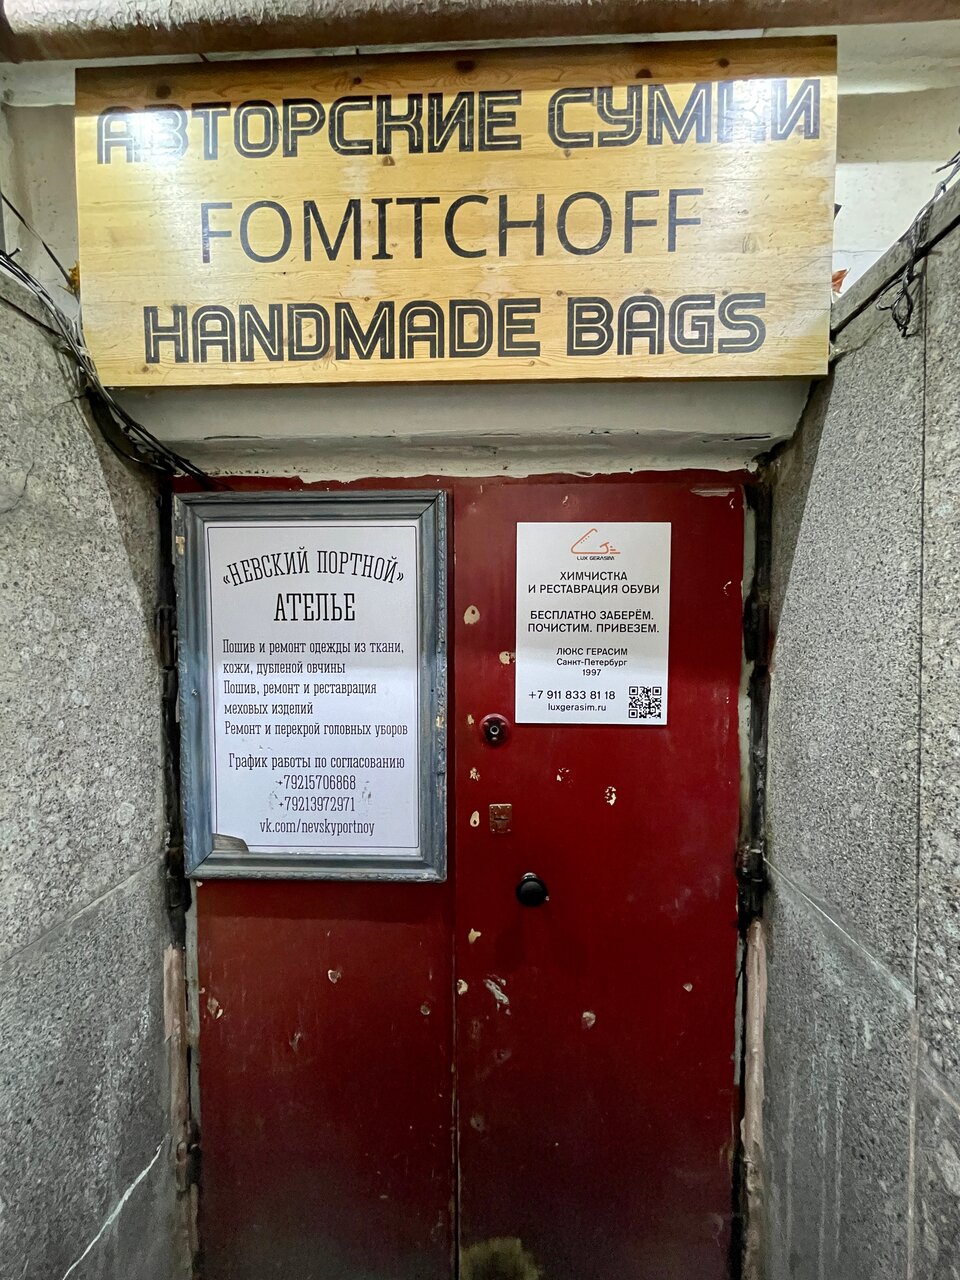 АВТОРСКИЕ СУМКИ
FOMITCHOFF
HANDMADE BAGS
«НЕВСКИЙ ПОРТНОЙ»
АТЕЛЬЕ
Пошив и ремонт одежды из ткани,
кожи, дубленой овчины
Пошив, ремонт и реставрация
меховых изделий
Ремонт и перекрой головных уборов
График работы по согласованию
+79215706868
+79213972971
vk.com/nevskyportnoy
LUX GERASIM
ХИМЧИСТКА
И РЕСТАВРАЦИЯ ОБУВИ
БЕСПЛАТНО ЗАБЕРЁМ.
ПОЧИСТИМ. ПРИВЕЗЕМ.
ЛЮКС ГЕРАСИМ
Санкт-Петербург
1997
+7 911 833 81 18
luxgerasim.ru